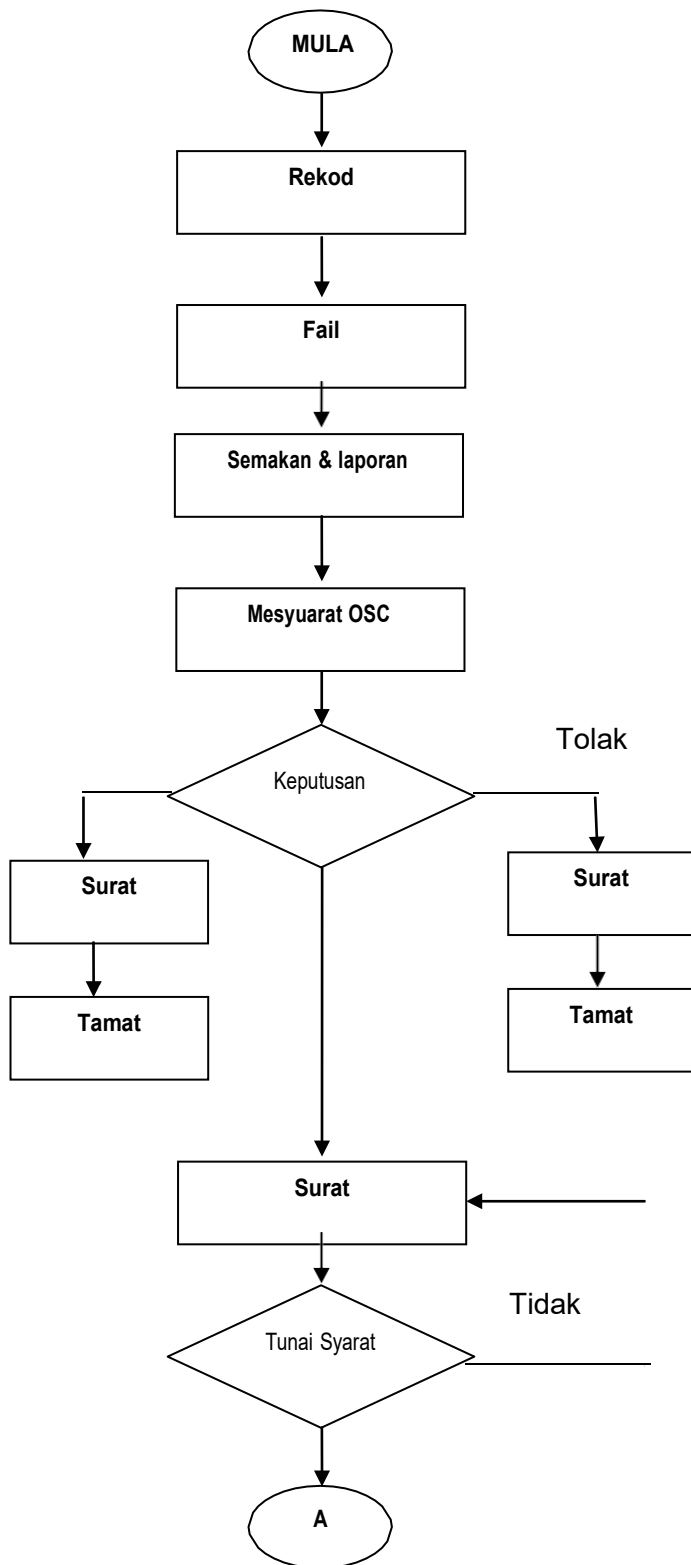 MULA
Rekod
Fail
Semakan & laporan
Mesyuarat OSC
Tolak
Keputusan
Surat
Surat
Tamat
Tamat
Surat
Tidak
Tunai Syarat
A